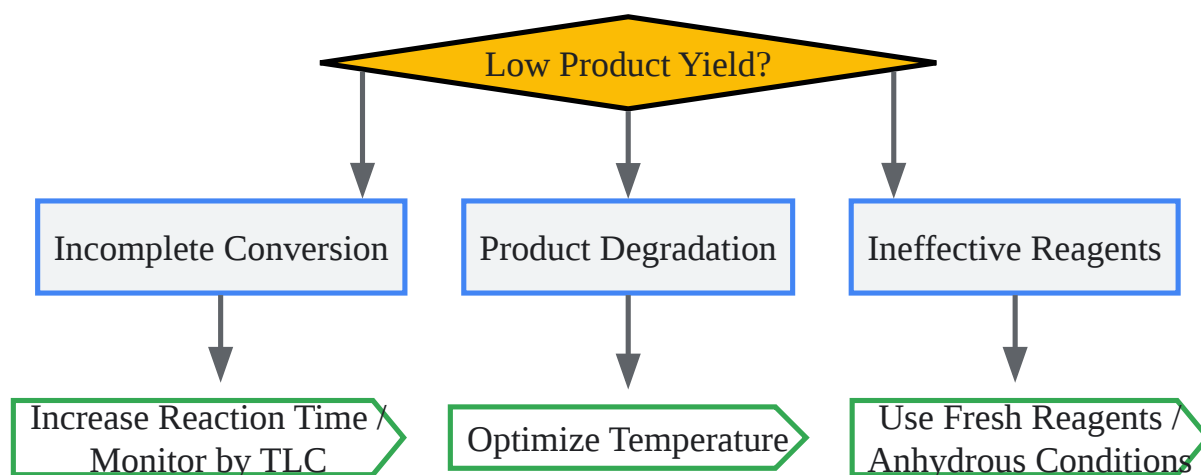 Low Product Yield?
Incomplete Conversion
Product Degradation
Ineffective Reagents
Increase Reaction Time /
Monitor by TLC
Optimize Temperature
Use Fresh Reagents /
Anhydrous Conditions